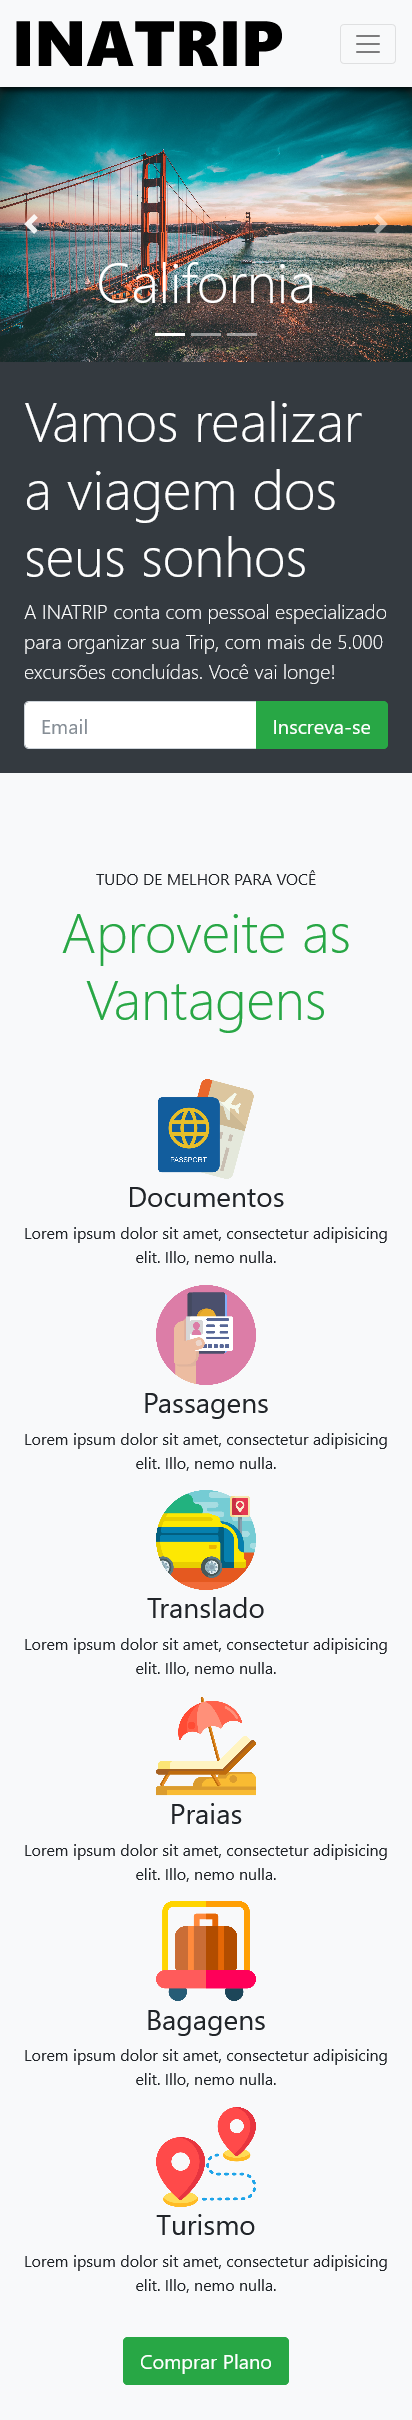 INATRIP
California
Vamos realizar
a viagem dos
seus sonhos
A INATRIP conta com pessoal especializado
para organizar sua Trip, com mais de 5.000
excursões concluídas. Você vai longe!
Email
Inscreva-se
TUDO DE MELHOR PARA VOCÊ
Aproveite as
Vantagens
PASSPORT
Documentos
Lorem ipsum dolor sit amet, consectetur adipisicing
elit. Illo, nemo nulla.
Passagens
Lorem ipsum dolor sit amet, consectetur adipisicing
elit. Illo, nemo nulla.
Translado
Lorem ipsum dolor sit amet, consectetur adipisicing
elit. Illo, nemo nulla.
Praias
Lorem ipsum dolor sit amet, consectetur adipisicing
elit. Illo, nemo nulla.
Bagagens
Lorem ipsum dolor sit amet, consectetur adipisicing
elit. Illo, nemo nulla.
Turismo
Lorem ipsum dolor sit amet, consectetur adipisicing
elit. Illo, nemo nulla.
Comprar Plano